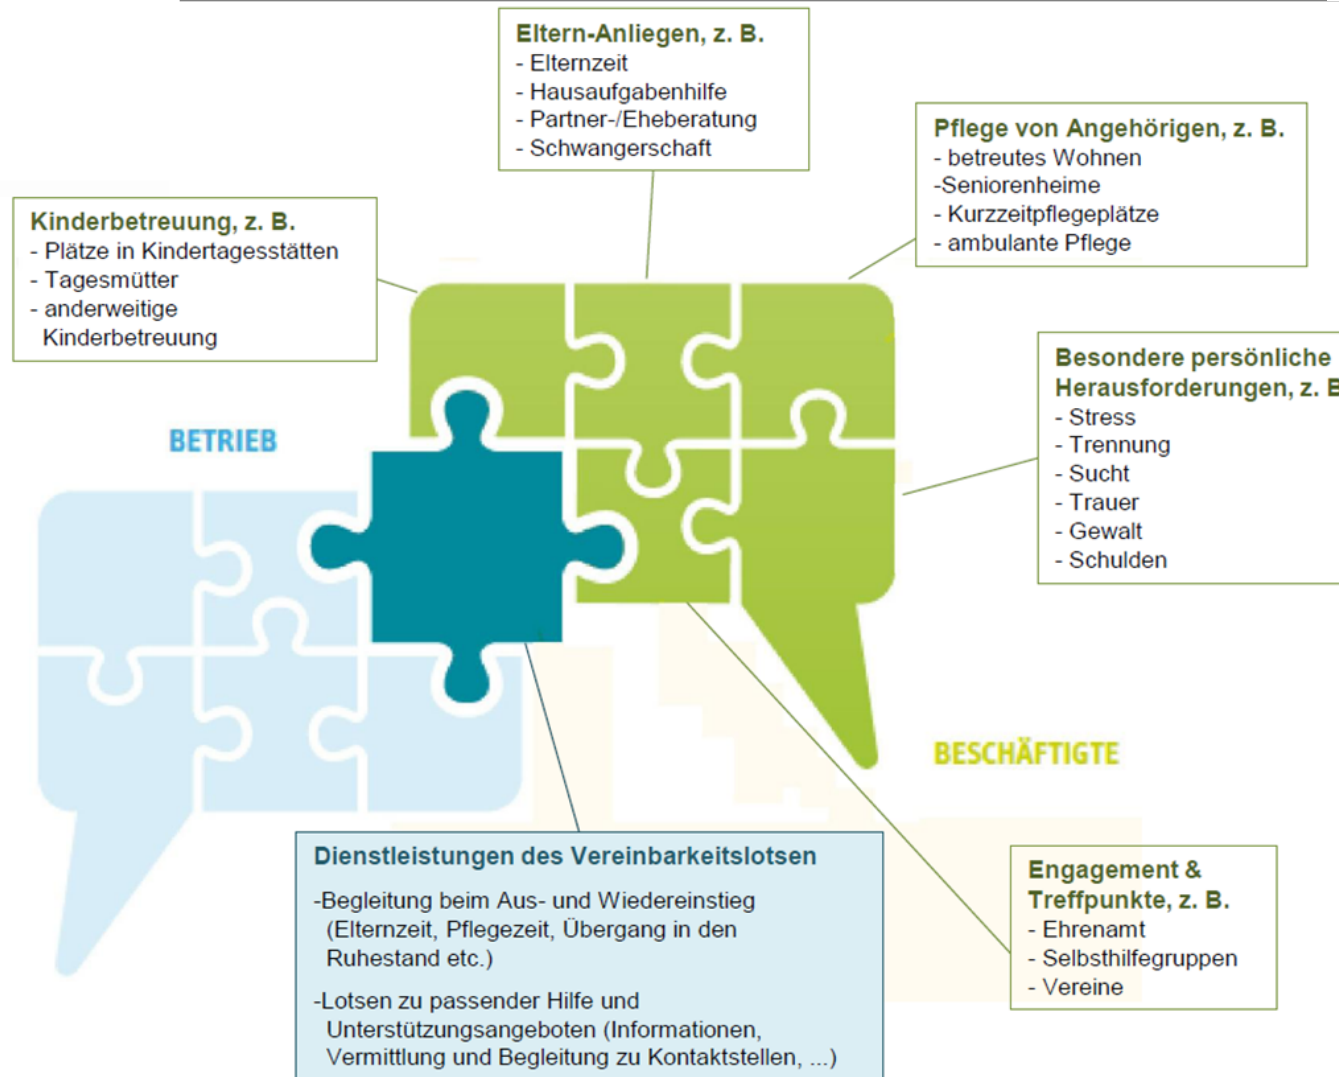 Eltern-Anliegen, z. B.
- Elternzeit
- Hausaufgabenhilfe
- Partner-/Eheberatung
- Schwangerschaft
Pflege von Angehörigen, z. B.
- betreutes Wohnen
-Seniorenheime
- Kurzzeitpflegeplätze
- ambulante Pflege
Kinderbetreuung, z. B.
- Plätze in Kindertagesstätten
- Tagesmütter
- anderweitige
Kinderbetreuung
Besondere persönliche
Herausforderungen, z. B
- Stress
- Trennung
- Sucht
- Trauer
- Gewalt
- Schulden
BETRIEB
BESCHÄFTIGTE
Dienstleistungen des Vereinbarkeitslotsen
-Begleitung beim Aus- und Wiedereinstieg
(Elternzeit, Pflegezeit, Übergang in den
Ruhestand etc.)
-Lotsen zu passender Hilfe und
Unterstützungsangeboten (Informationen,
Vermittlung und Begleitung zu Kontaktstellen, ...)
Engagement &
Treffpunkte, z. B.
- Ehrenamt
- Selbsthilfegruppen
- Vereine